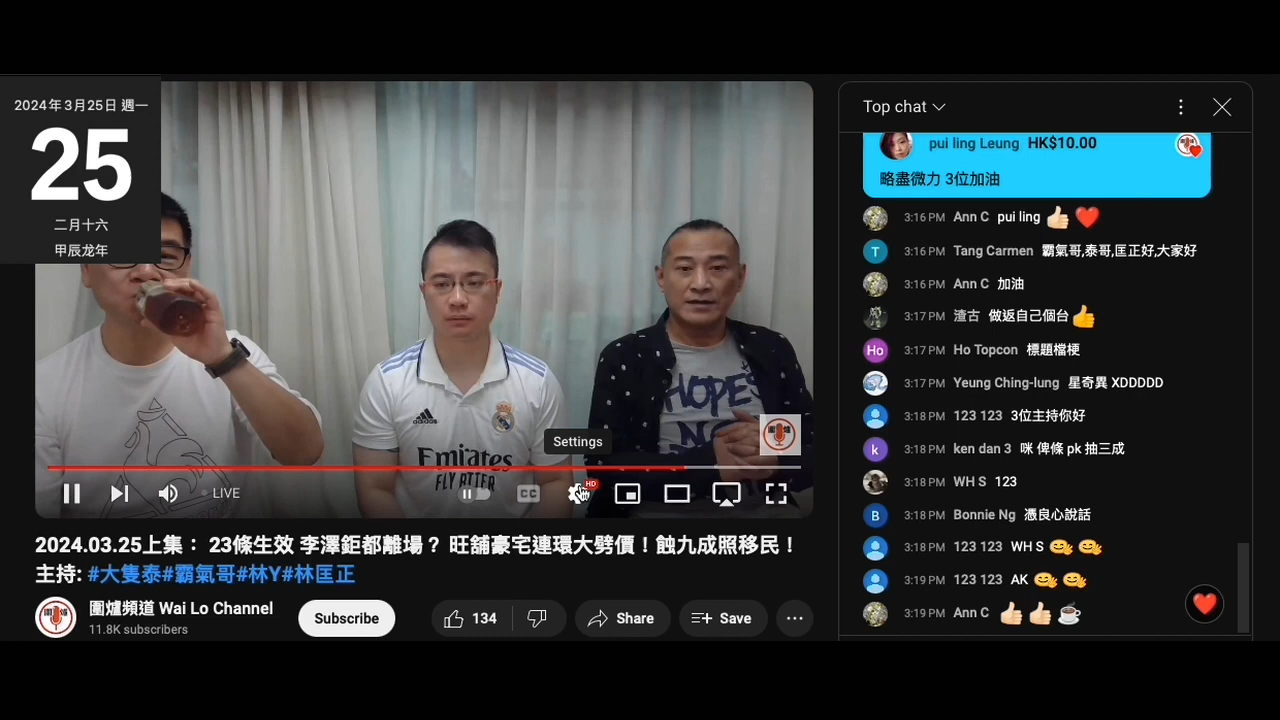 2024年3月25日 週一
25
二月十六
甲辰龙年
HOPES
NO
Emirates
FLY BETTER
adidas
Settings
HD
LIVE
CC
2024.03.25上集： 23條生效 李澤鉅都離場？ 旺舖豪宅連環大劈價！蝕九成照移民！
主持: #大隻泰#霸氣哥#林Y#林匡正
圍爐頻道 Wai Lo Channel
11.8K subscribers
Subscribe
134
Share
Save
Top chat
pui ling Leung HK$10.00
略盡微力 3位加油
3:16 PM Ann C pui ling 👍🏻❤️
T 3:16 PM Tang Carmen 霸氣哥,泰哥,匡正好,大家好
3:16 PM Ann C 加油
3:17 PM 渣古 做返自己個台👍
Ho 3:17 PM Ho Topcon 標題檔梗
3:17 PM Yeung Ching-lung 星奇異 XDDDDD
3:18 PM 123 123 3位主持你好
k 3:18 PM ken dan 3 咪 俾條 pk 抽三成
3:18 PM WH S 123
B 3:18 PM Bonnie Ng 憑良心說話
3:18 PM 123 123 WH S
3:19 PM 123 123 AK
3:19 PM Ann C 👍🏻👍🏻☕